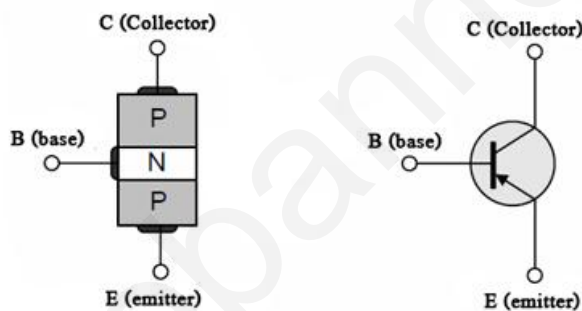 C (Collector)
P
B (base)
N
P
E (emitter)
C (Collector)
B (base)
E (emitter)